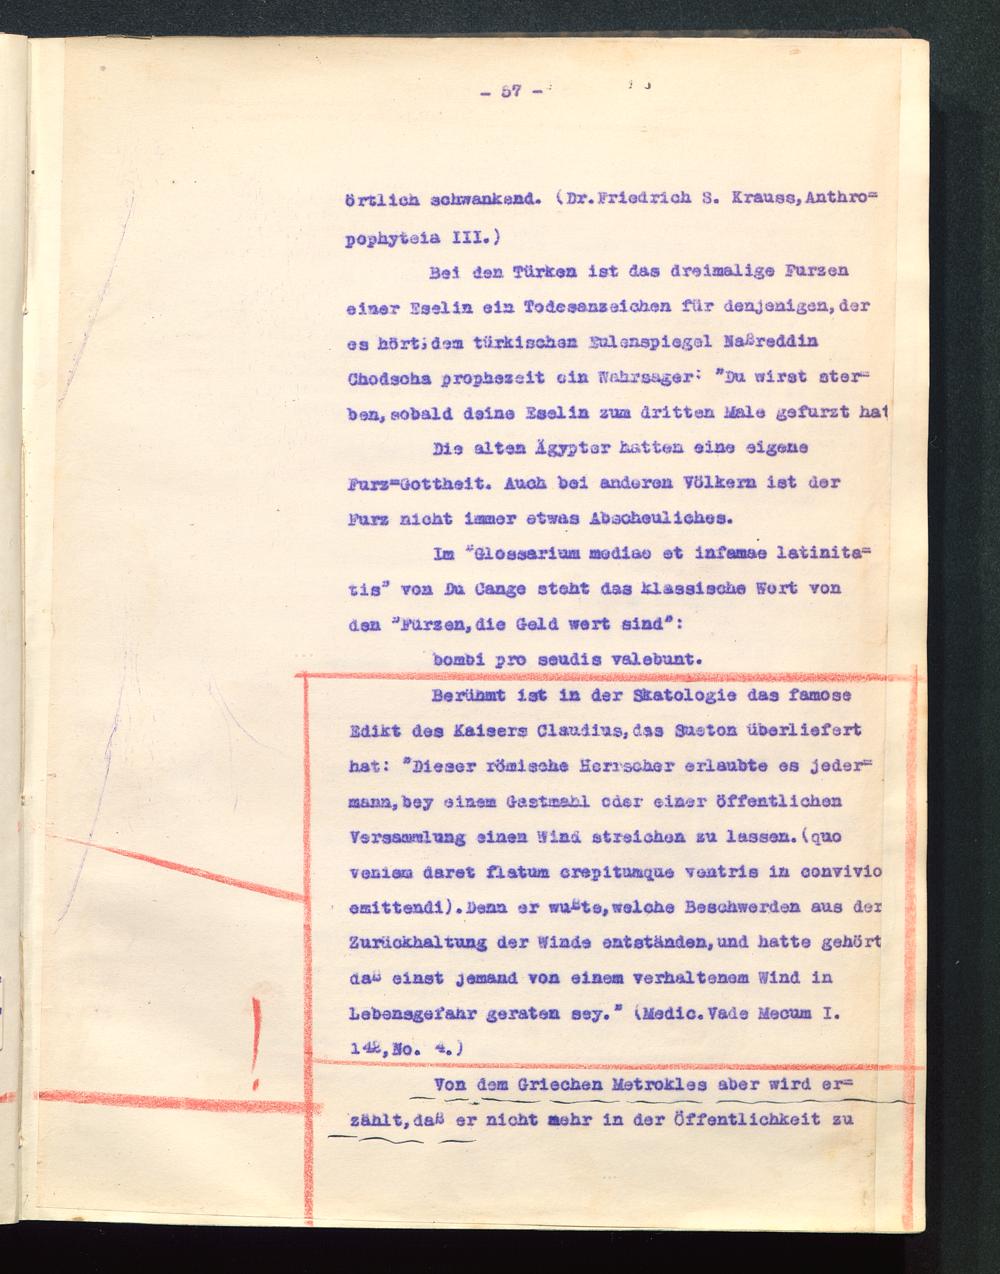 - 57 -
örtlich schwankend. (Dr.Friedrich S. Krauss,Anthro=
pophyteia III.)
Bei den Türken ist das dreimalige Furzen
einer Eselin ein Todesanzeichen für denjenigen,der
es hört;dem türkischen Eulenspiegel Naßreddin
Chodscha prophezeit ein Wahrsager: "Du wirst ster=
ben,sobald deine Eselin zum dritten Male gefurzt hat
Die alten Ägypter hatten eine eigene
Furz=Gottheit. Auch bei anderen Völkern ist der
Furz nicht immer etwas Abscheuliches.
Im "Glossarium mediae et infamae latinita=
tis" von Du Cange steht das klassische Wort von
den "Fürzen,die Geld wert sind":
bombi pro seudis valebunt.
Berühmt ist in der Skatologie das famose
Edikt des Kaisers Claudius,das Sueton überliefert
hat: "Dieser römische Herrscher erlaubte es jeder=
mann,bey einem Gastmahl oder einer öffentlichen
Versammlung einen Wind streichen zu lassen.(quo
veniam daret flatum crepitumque ventris in convivio
emittendi).Denn er wußte,welche Beschwerden aus der
Zurückhaltung der Winde entständen,und hatte gehört
daß einst jemand von einem verhaltenem Wind in
Lebensgefahr geraten sey." (Medic.Vade Mecum I.
142,No. 4.)
!
Von dem Griechen Metrokles aber wird er=
zählt,daß er nicht mehr in der Öffentlichkeit zu